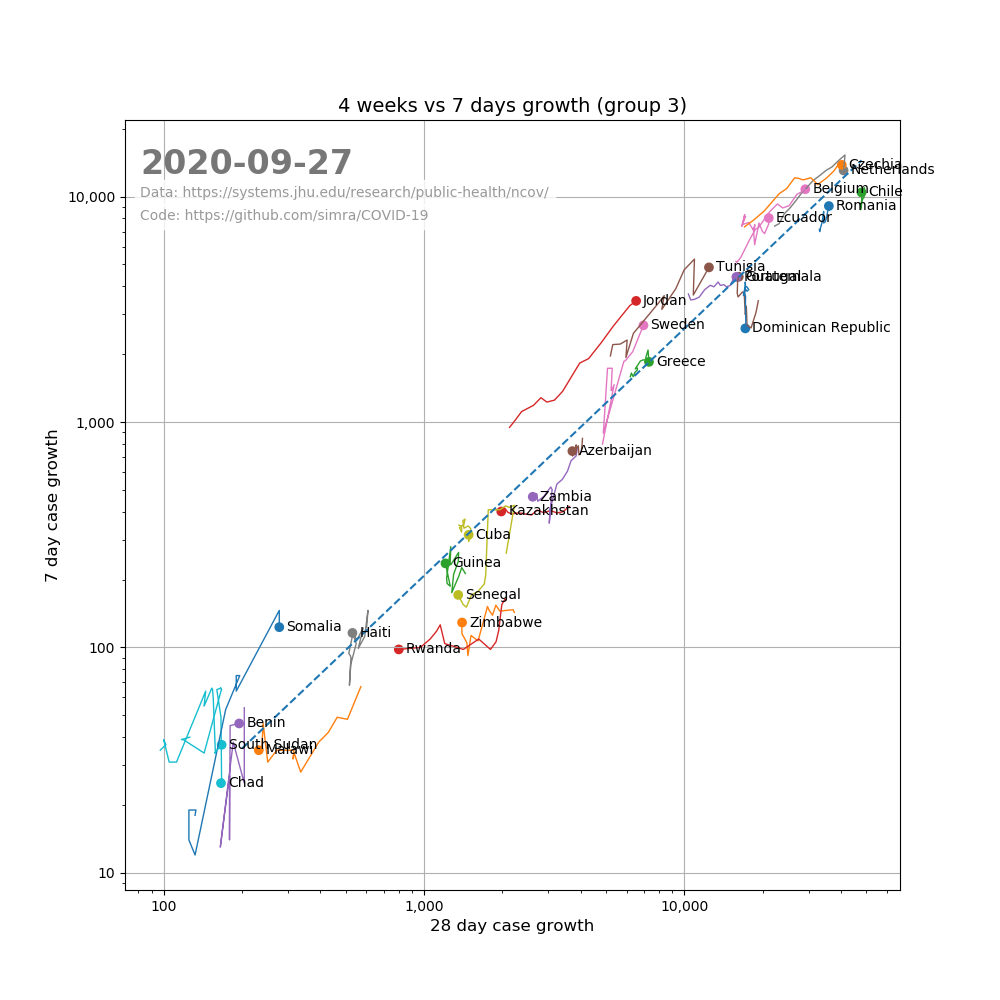 4 weeks vs 7 days growth (group 3)
2020-09-27
Data: https://systems.jhu.edu/research/public-health/ncov/
Code: https://github.com/simra/COVID-19
Czechia
Netherlands
Belgium
Chile
Romania
Ecuador
Tunisia
Portugal
Guatemala
Jordan
Sweden
Dominican Republic
Greece
Azerbaijan
Zambia
Kazakhstan
Cuba
Guinea
Senegal
Zimbabwe
Somalia
Haiti
Rwanda
Benin
South Sudan
Malawi
Chad
10,000
1,000
100
10
7 day case growth
100
1,000
10,000
28 day case growth